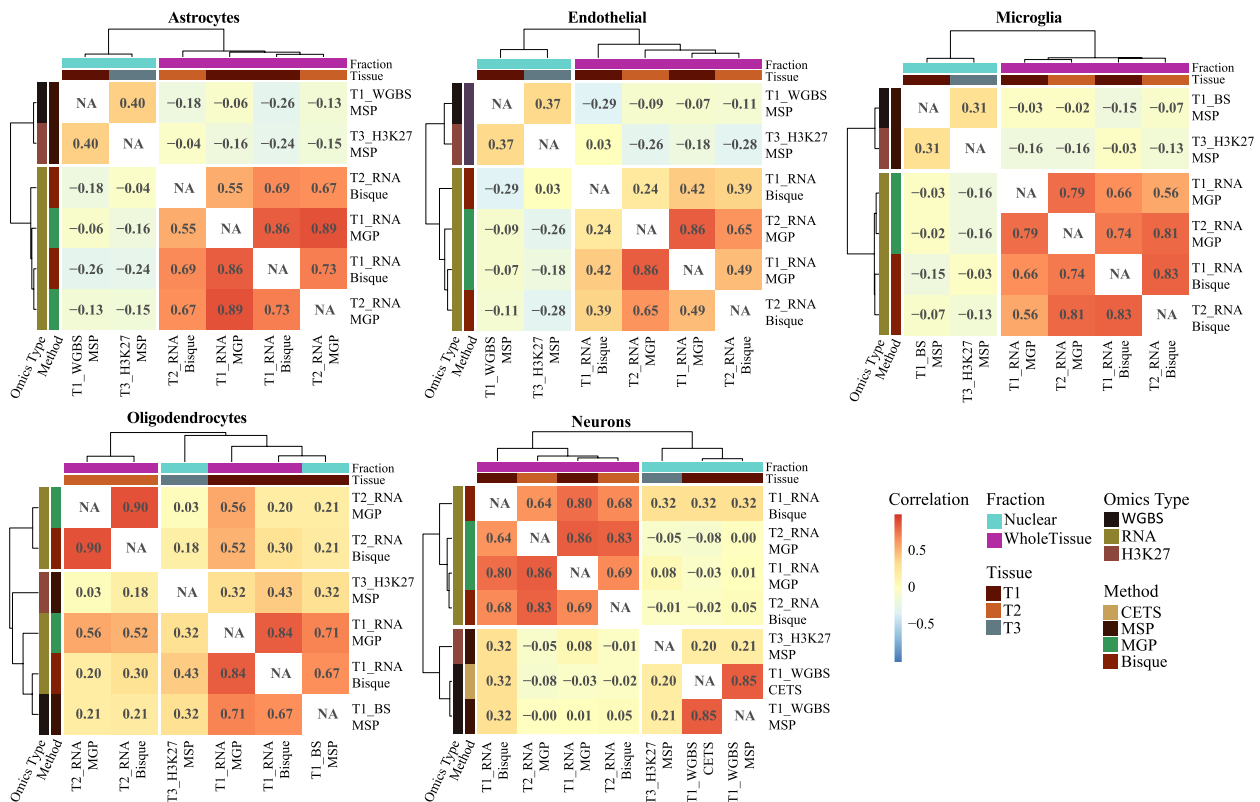 Astrocytes
Fraction
Tissue
NA 0.40 −0.18 −0.06 −0.26 −0.13
T1_WGBS
MSP
0.40 NA −0.04 −0.16 −0.24 −0.15
T3_H3K27
MSP
−0.18 −0.04 NA 0.55 0.69 0.67
T2_RNA
Bisque
−0.06 −0.16 0.55 NA 0.86 0.89
T1_RNA
MGP
−0.26 −0.24 0.69 0.86 NA 0.73
T1_RNA
Bisque
−0.13 −0.15 0.67 0.89 0.73 NA
T2_RNA
MGP
Omics Type
Method
T1_WGBS
MSP
T3_H3K27
MSP
T2_RNA
Bisque
T1_RNA
MGP
T1_RNA
Bisque
T2_RNA
MGP
Endothelial
Fraction
Tissue
NA 0.37 −0.29 −0.09 −0.07 −0.11
T1_WGBS
MSP
0.37 NA 0.03 −0.26 −0.18 −0.28
T3_H3K27
MSP
−0.29 0.03 NA 0.24 0.42 0.39
T1_RNA
Bisque
−0.09 −0.26 0.24 NA 0.86 0.65
T2_RNA
MGP
−0.07 −0.18 0.42 0.86 NA 0.49
T1_RNA
MGP
−0.11 −0.28 0.39 0.65 0.49 NA
T2_RNA
Bisque
Omics Type
Method
T1_WGBS
MSP
T3_H3K27
MSP
T1_RNA
Bisque
T2_RNA
MGP
T1_RNA
MGP
T2_RNA
Bisque
Microglia
Fraction
Tissue
NA 0.31 −0.03 −0.02 −0.15 −0.07
T1_BS
MSP
0.31 NA −0.16 −0.16 −0.03 −0.13
T3_H3K27
MSP
−0.03 −0.16 NA 0.79 0.66 0.56
T1_RNA
MGP
−0.02 −0.16 0.79 NA 0.74 0.81
T2_RNA
MGP
−0.15 −0.03 0.66 0.74 NA 0.83
T1_RNA
Bisque
−0.07 −0.13 0.56 0.81 0.83 NA
T2_RNA
Bisque
Omics Type
Method
T1_BS
MSP
T3_H3K27
MSP
T1_RNA
MGP
T2_RNA
MGP
T1_RNA
Bisque
T2_RNA
Bisque
Oligodendrocytes
Fraction
Tissue
NA 0.90 0.03 0.56 0.20 0.21
T2_RNA
MGP
0.90 NA 0.18 0.52 0.30 0.21
T2_RNA
Bisque
0.03 0.18 NA 0.32 0.43 0.32
T3_H3K27
MSP
0.56 0.52 0.32 NA 0.84 0.71
T1_RNA
MGP
0.20 0.30 0.43 0.84 NA 0.67
T1_RNA
Bisque
0.21 0.21 0.32 0.71 0.67 NA
T1_BS
MSP
Omics Type
Method
T2_RNA
MGP
T2_RNA
Bisque
T3_H3K27
MSP
T1_RNA
MGP
T1_RNA
Bisque
T1_BS
MSP
Neurons
Fraction
Tissue
NA 0.64 0.80 0.68 0.32 0.32 0.32
T1_RNA
Bisque
0.64 NA 0.86 0.83 −0.05 −0.08 0.00
T2_RNA
MGP
0.80 0.86 NA 0.69 0.08 −0.03 0.01
T1_RNA
MGP
0.68 0.83 0.69 NA −0.01 −0.02 0.05
T2_RNA
Bisque
0.32 −0.05 0.08 −0.01 NA 0.20 0.21
T3_H3K27
MSP
0.32 −0.08 −0.03 −0.02 0.20 NA 0.85
T1_WGBS
CETS
0.32 −0.00 0.01 0.05 0.21 0.85 NA
T1_WGBS
MSP
Omics Type
Method
T1_RNA
Bisque
T2_RNA
MGP
T1_RNA
MGP
T2_RNA
Bisque
T3_H3K27
MSP
T1_WGBS
CETS
T1_WGBS
MSP
Correlation
0.5
0
−0.5
Fraction
Nuclear
WholeTissue
Tissue
T1
T2
T3
Omics Type
WGBS
RNA
H3K27
Method
CETS
MSP
MGP
Bisque